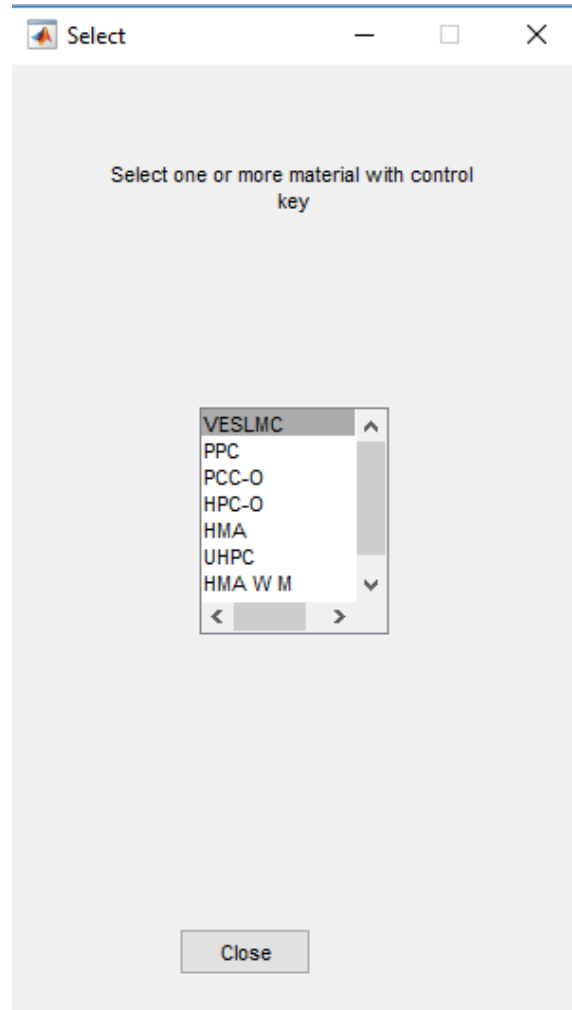 Select
Select one or more material with control
key
VESLMC
PPC
PCC-O
HPC-O
HMA
UHPC
HMA W M
Close